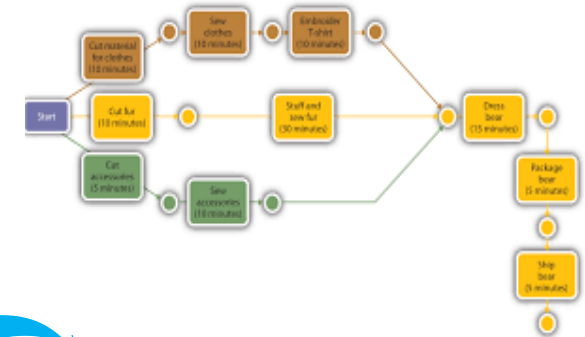 Sew
clothes
(10 minutes)
Embroider
T-shirt
(10 minutes)
Cut material
for clothes
(10 minutes)
Start
Cut fur
(10 minutes)
Stuff and
sew fur
(30 minutes)
Dress
bear
(15 minutes)
Cut
accessories
(5 minutes)
Sew
accessories
(10 minutes)
Package
bear
(5 minutes)
Ship
bear
(5 minutes)